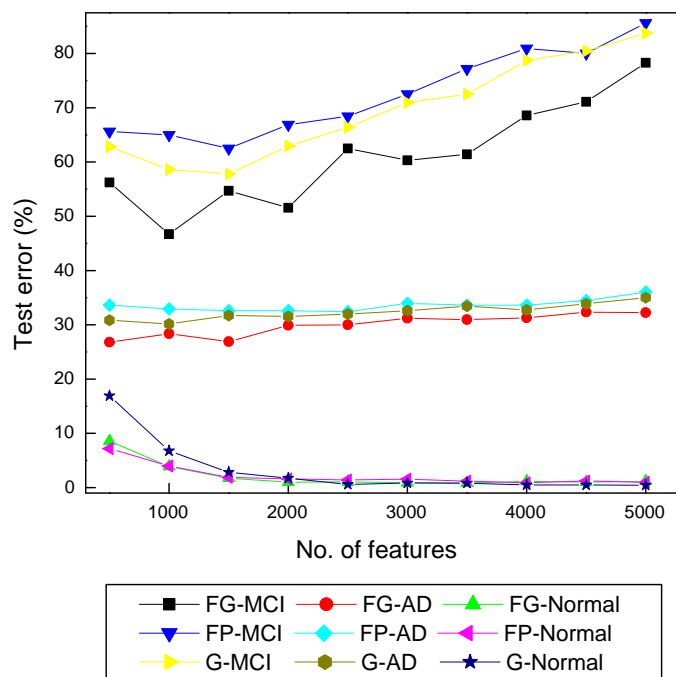 80
70
60
50
40
30
20
10
0
Test error (%)
1000 2000 3000 4000 5000
No. of features
FG-MCI FG-AD FG-Normal
FP-MCI FP-AD FP-Normal
G-MCI G-AD G-Normal